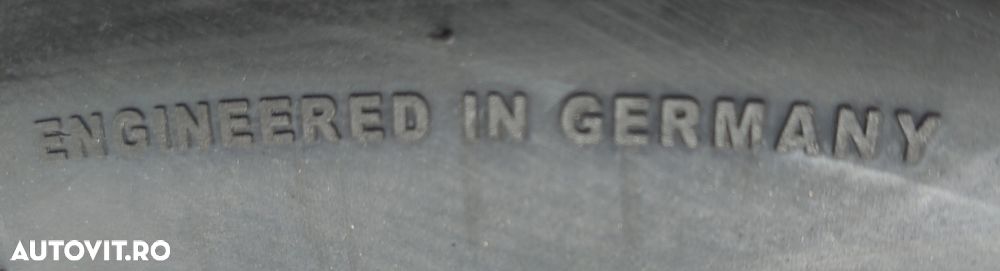 ENGINEERED IN GERMANY
AUTOVIT.RO